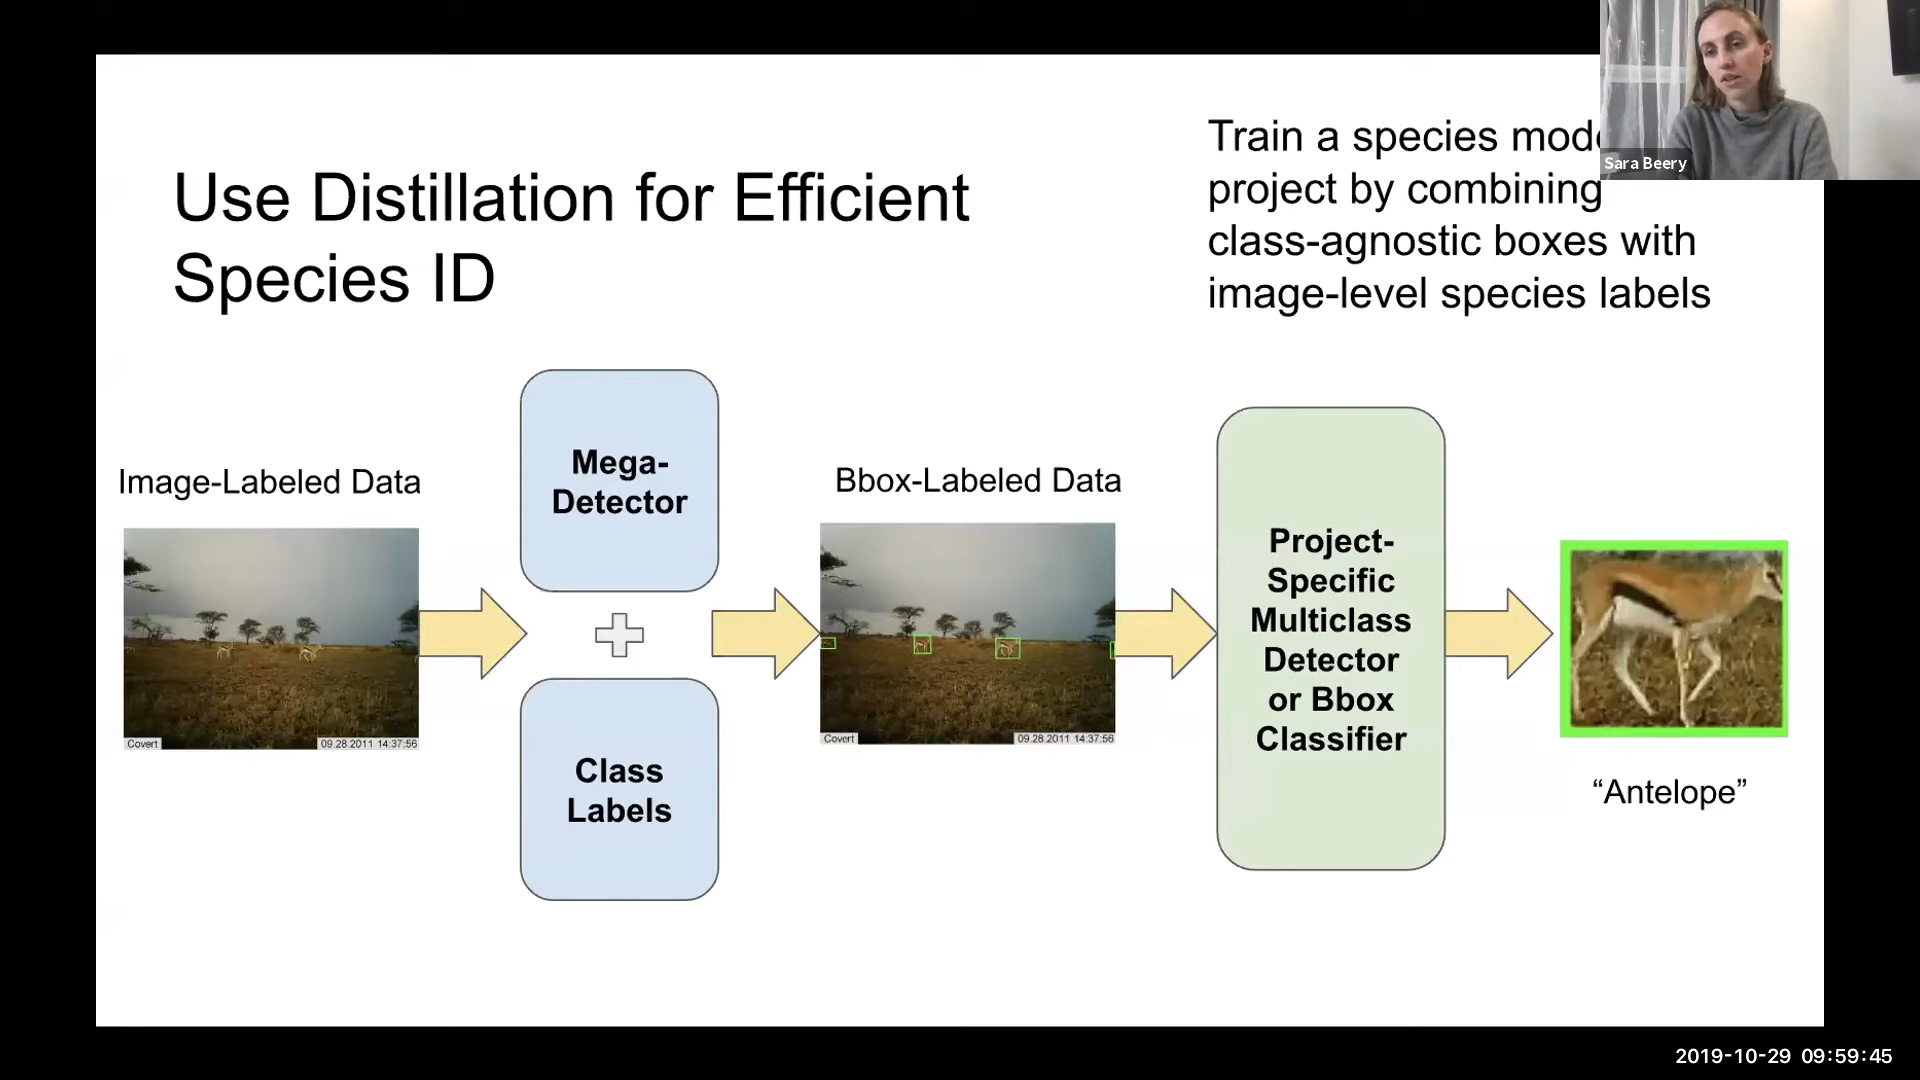 Use Distillation for Efficient
Species ID
Train a species
project by combining
class-agnostic boxes with
image-level species labels
Sara Beery
Image-Labeled Data
Covert
09.28.2011 14:37:56
Mega-
Detector
Class
Labels
Bbox-Labeled Data
Covert
09.28.2011 14:37:56
Project-
Specific
Multiclass
Detector
or Bbox
Classifier
“Antelope”
2019-10-29 09:59:45